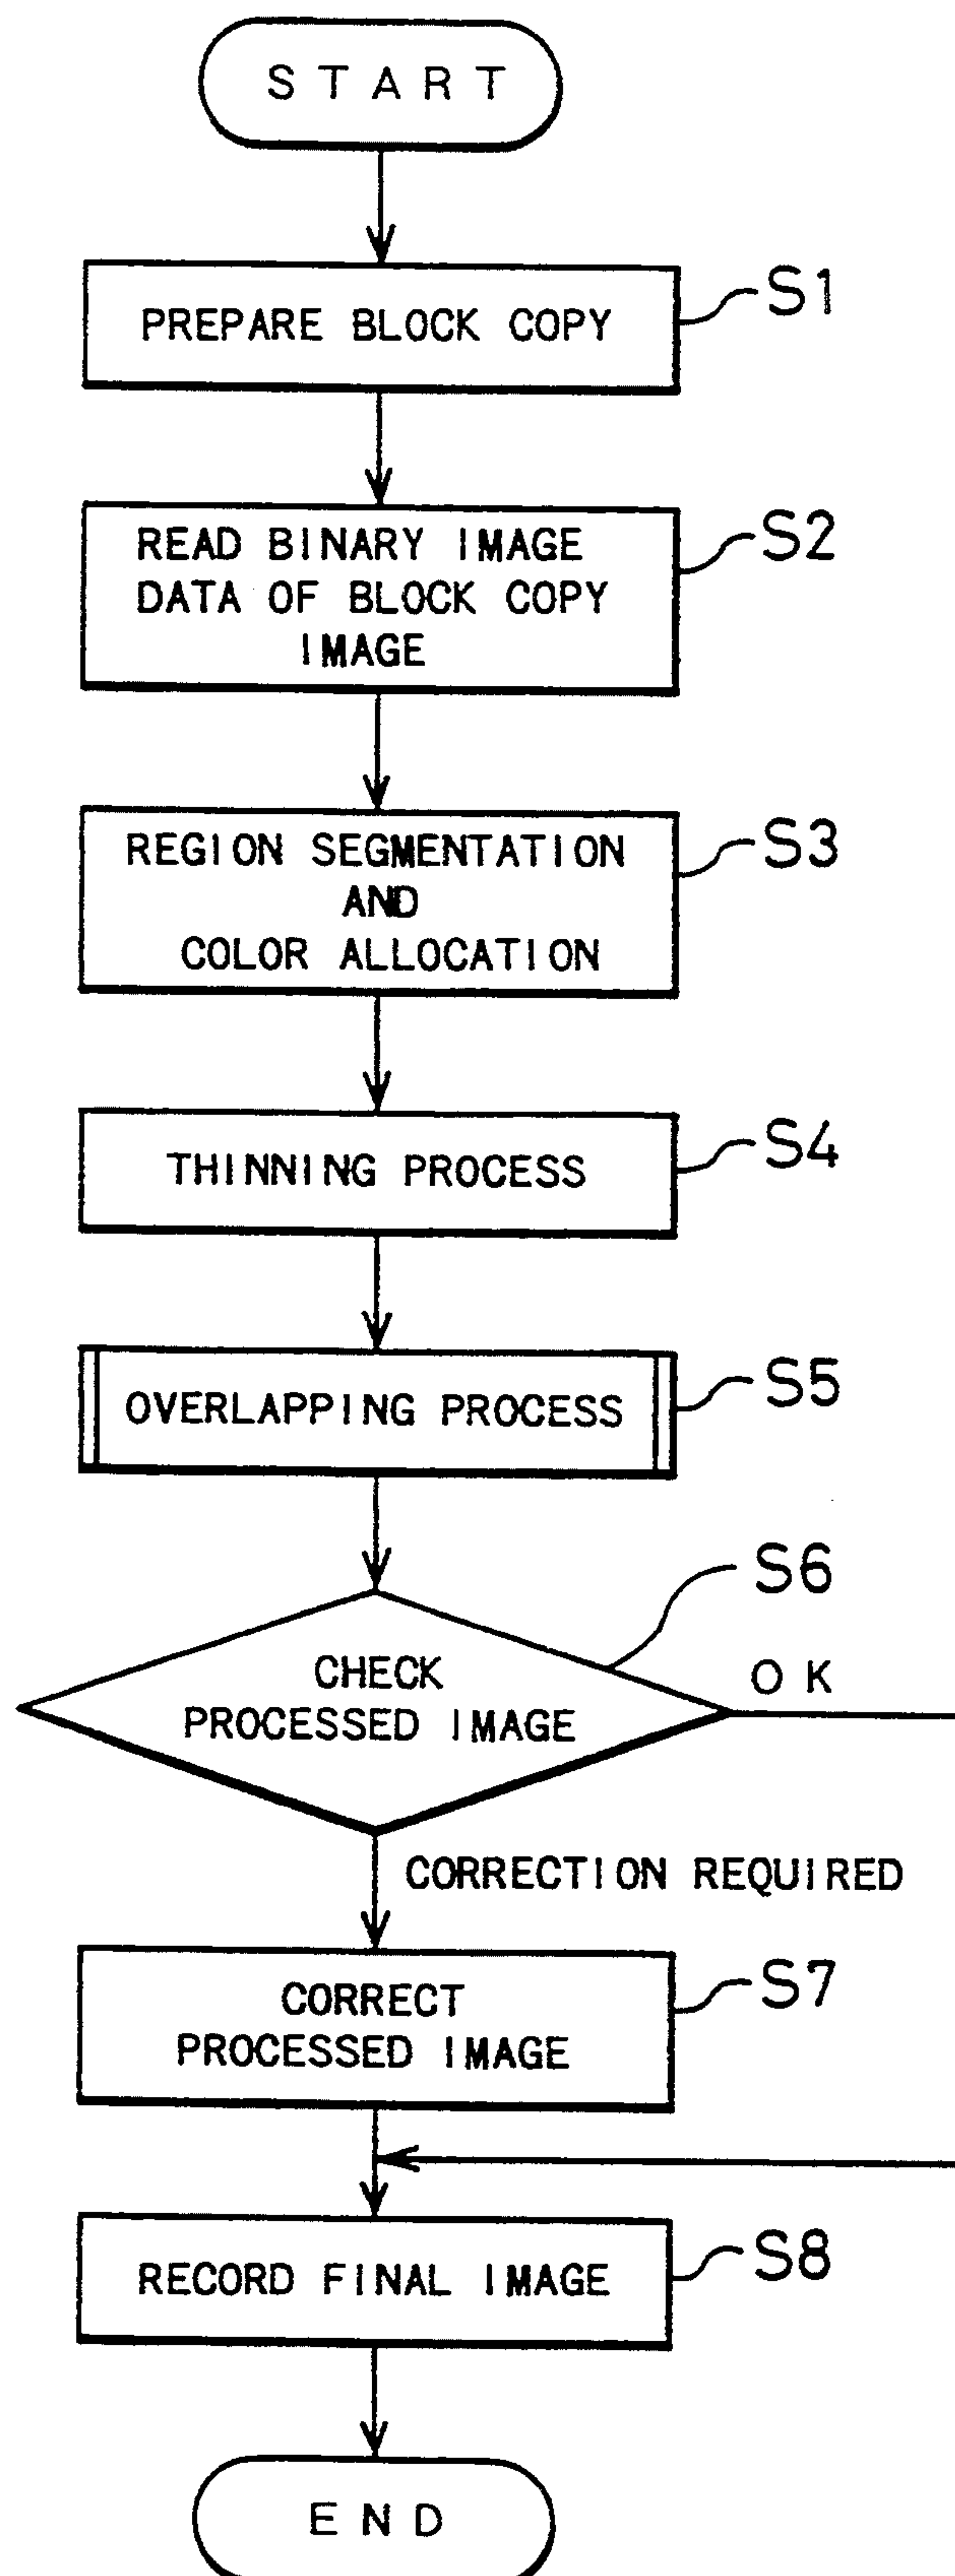 START
PREPARE BLOCK COPY
S1
READ BINARY IMAGE
DATA OF BLOCK COPY
IMAGE
S2
REGION SEGMENTATION
AND
COLOR ALLOCATION
S3
THINNING PROCESS
S4
OVERLAPPING PROCESS
S5
S6
CHECK
PROCESSED IMAGE
OK
CORRECTION REQUIRED
CORRECT
PROCESSED IMAGE
S7
RECORD FINAL IMAGE
S8
END